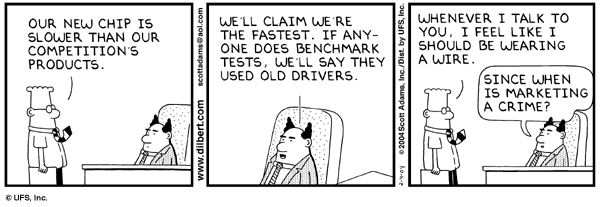 OUR NEW CHIP IS
SLOWER THAN OUR
COMPETITION'S
PRODUCTS.
www.dilbert.com scottadams@aol.com
WE'LL CLAIM WE'RE
THE FASTEST. IF ANY-
ONE DOES BENCHMARK
TESTS, WE'LL SAY THEY
USED OLD DRIVERS.
2-4-04 ©2004 Scott Adams, Inc./Dist. by UFS, Inc.
WHENEVER I TALK TO
YOU, I FEEL LIKE I
SHOULD BE WEARING
A WIRE.
SINCE WHEN
IS MARKETING
A CRIME?
© UFS, Inc.